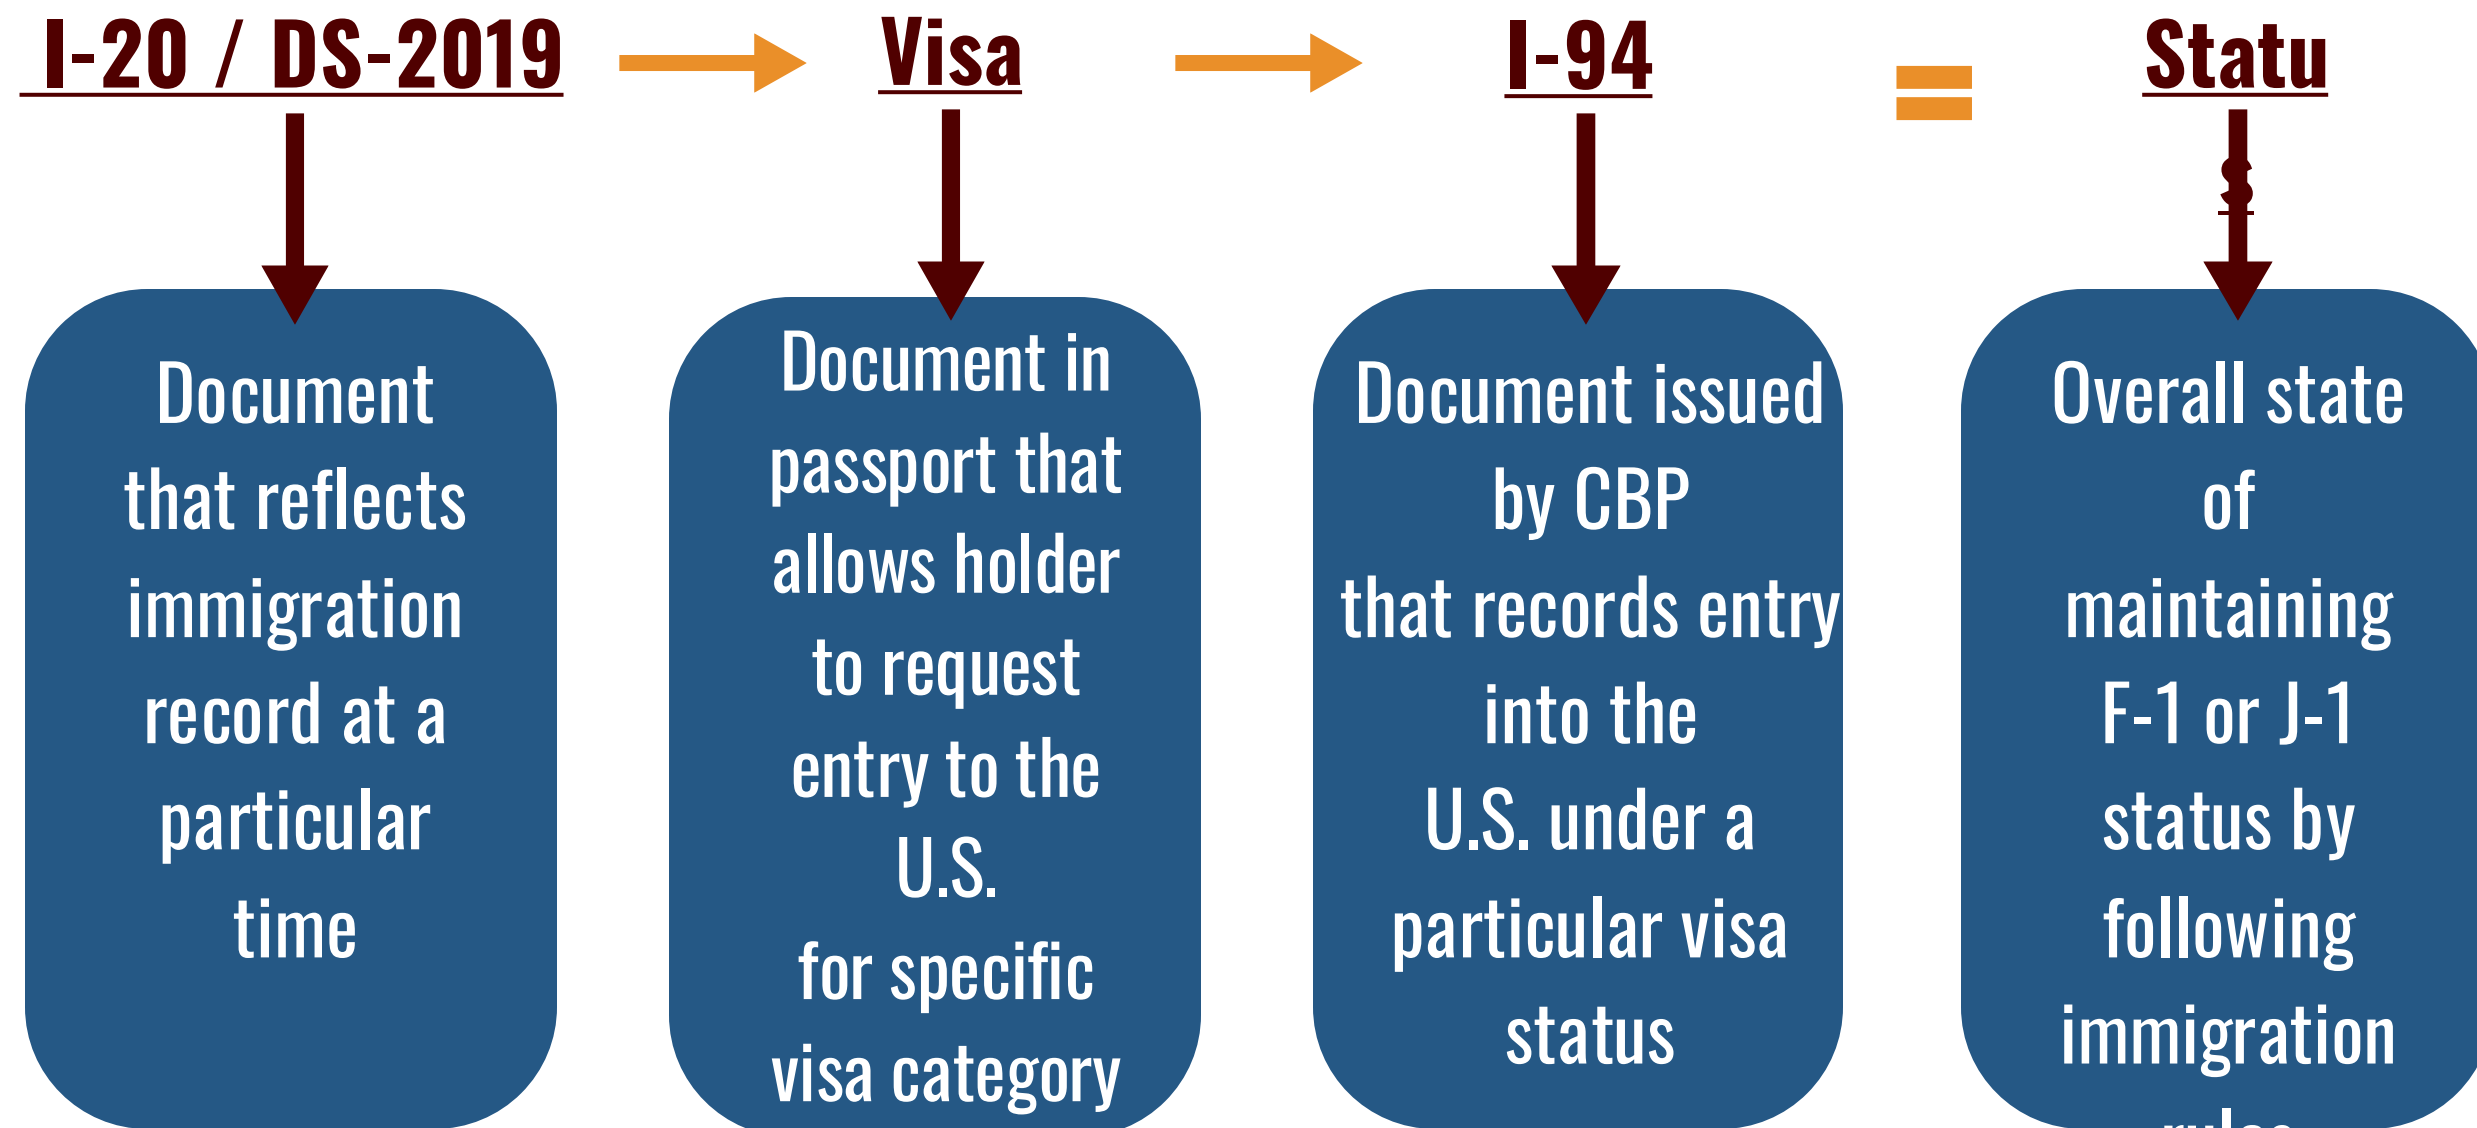 I-20 / DS-2019
Visa
I-94
=
Statu
s
Document
that reflects
immigration
record at a
particular
time
Document in
passport that
allows holder
to request
entry to the
U.S.
for specific
visa category
Document issued
by CBP
that records entry
into the
U.S. under a
particular visa
status
Overall state
of
maintaining
F-1 or J-1
status by
following
immigration
rules